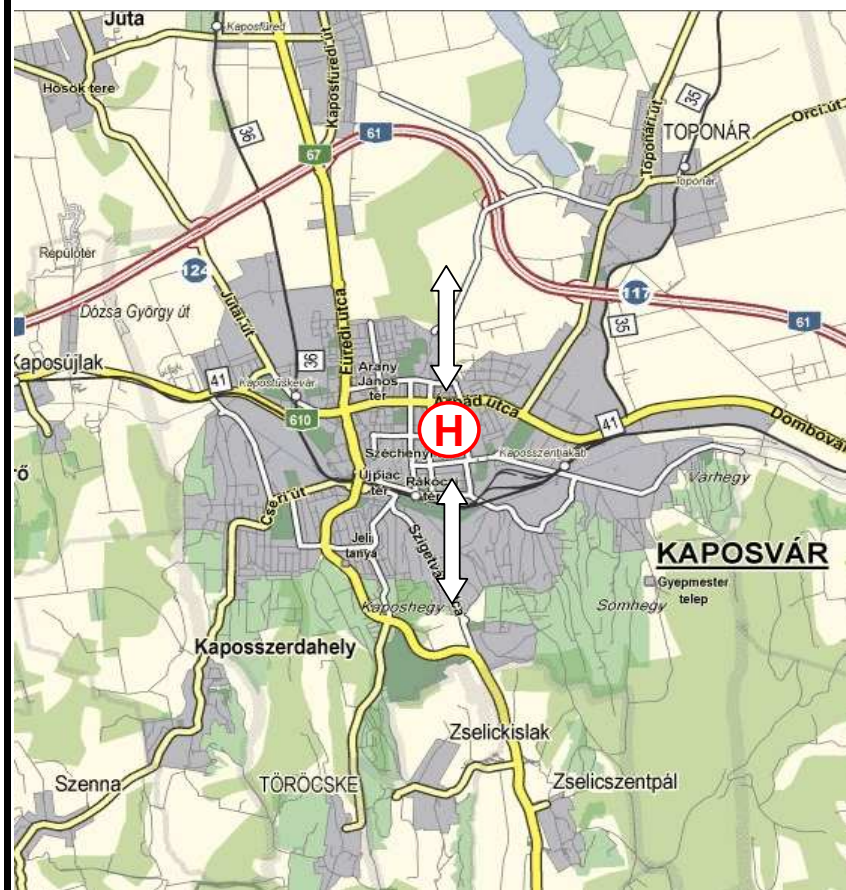 Juta
Kaposfüred
Hősök tere
Kaposfüredi út
36
61
67
35
TOPONÁR
Orci út
Toponári út
Toponár
Repülőtér
124
Dózsa György út
Jutai út
117
35
61
Kaposújlak
41
Kaposfüskevár
36
Füredi utca
Arany
János
tér
610
Árpád utca
H
41
Dombóvár
Széchenyi
Kaposszentjakab
Újpiac
tér
Rákóczi
tér
Várhegy
Cseri út
Jeli
tanya
KAPOSVÁR
Gyepmester
telep
Kaposhegy
Somhegy
Kaposszerdahely
Zselickislak
Szenna
TÖRÖCSKE
Zselicszentpál